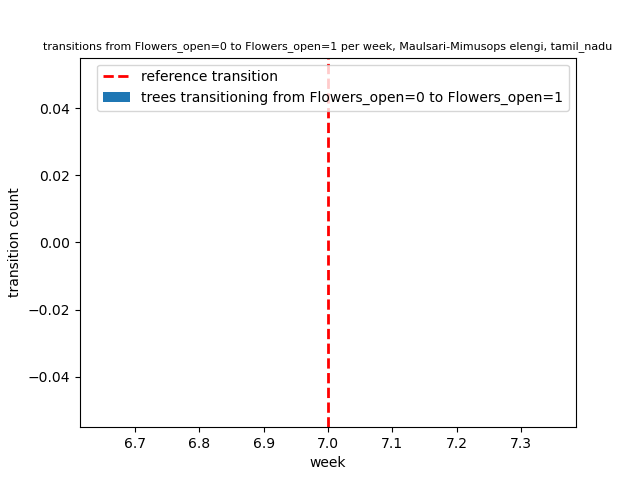 transitions from Flowers_open=0 to Flowers_open=1 per week, Maulsari-Mimusops elengi, tamil_nadu
reference transition
trees transitioning from Flowers_open=0 to Flowers_open=1
transition count
0.04
0.02
0.00
−0.02
−0.04
6.7 6.8 6.9 7.0 7.1 7.2 7.3
week